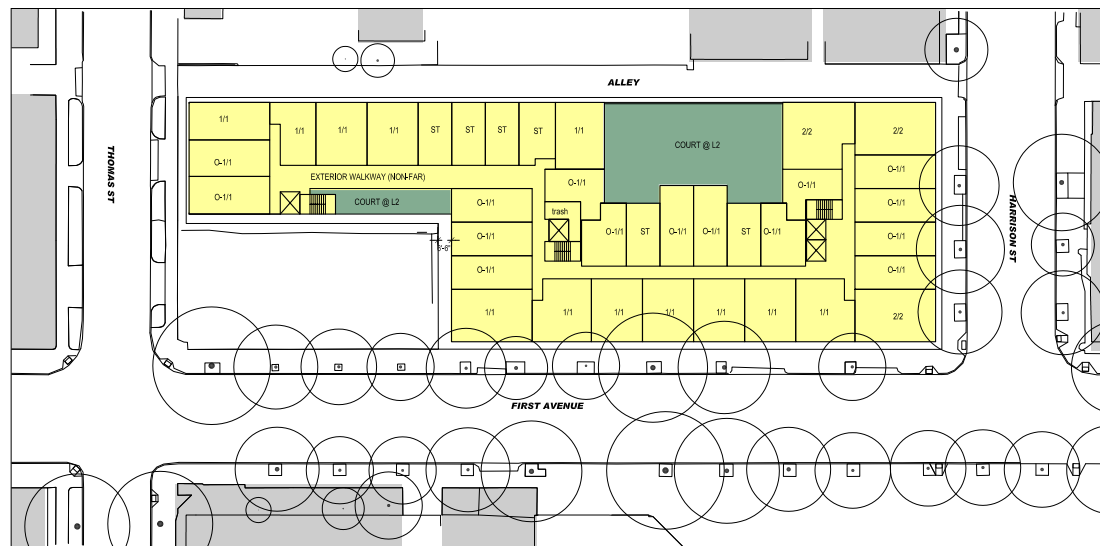 ALLEY
1/1
1/1
1/1
1/1
ST
ST
ST
ST
1/1
COURT @ L2
2/2
2/2
THOMAS ST
O-1/1
O-1/1
EXTERIOR WALKWAY (NON-FAR)
O-1/1
O-1/1
O-1/1
O-1/1
COURT @ L2
O-1/1
trash
O-1/1
HARRISON ST
O-1/1
O-1/1
ST
O-1/1
O-1/1
ST
O-1/1
O-1/1
O-1/1
O-1/1
1/1
1/1
1/1
1/1
1/1
1/1
1/1
2/2
FIRST AVENUE